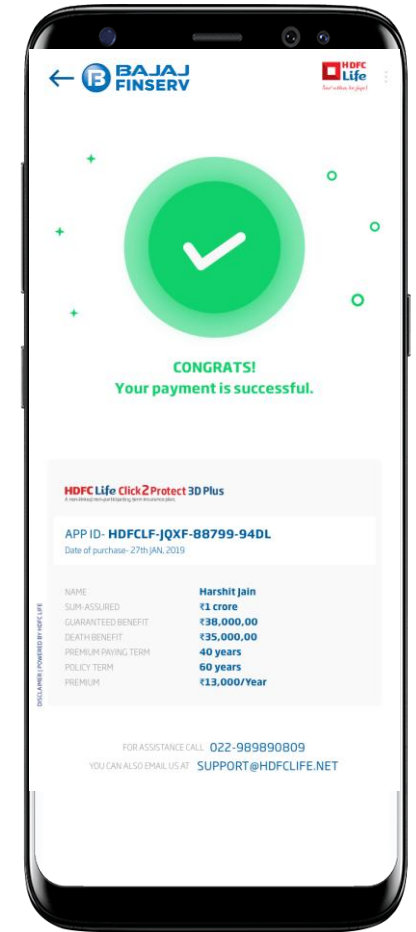 BAJAJ
FINSERV
HDFC
Life
CONGRATS!
Your payment is successful.
HDFC Life Click2Protect 3D Plus
APP ID- HDFCLF-JQXF-88799-94DL
Date of purchase- 27th JAN, 2019
NAME Harshit Jain
SUM-ASSURED ₹1 crore
GUARANTEED BENEFIT ₹38,000,00
DEATH BENEFIT ₹35,000,00
PREMIUM PAYING TERM 40 years
POLICY TERM 60 years
PREMIUM ₹13,000/Year
DISCLAIMER | POWERED BY HDFC LIFE
FOR ASSISTANCE CALL 022-989890809
YOU CAN ALSO EMAIL US AT SUPPORT@HDFCLIFE.NET